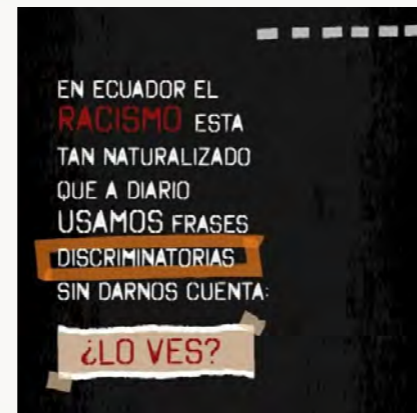 EN ECUADOR EL
RACISMO ESTA
TAN NATURALIZADO
QUE A DIARIO
USAMOS FRASES
DISCRIMINATORIAS
SIN DARNOS CUENTA:
¿LO VES?